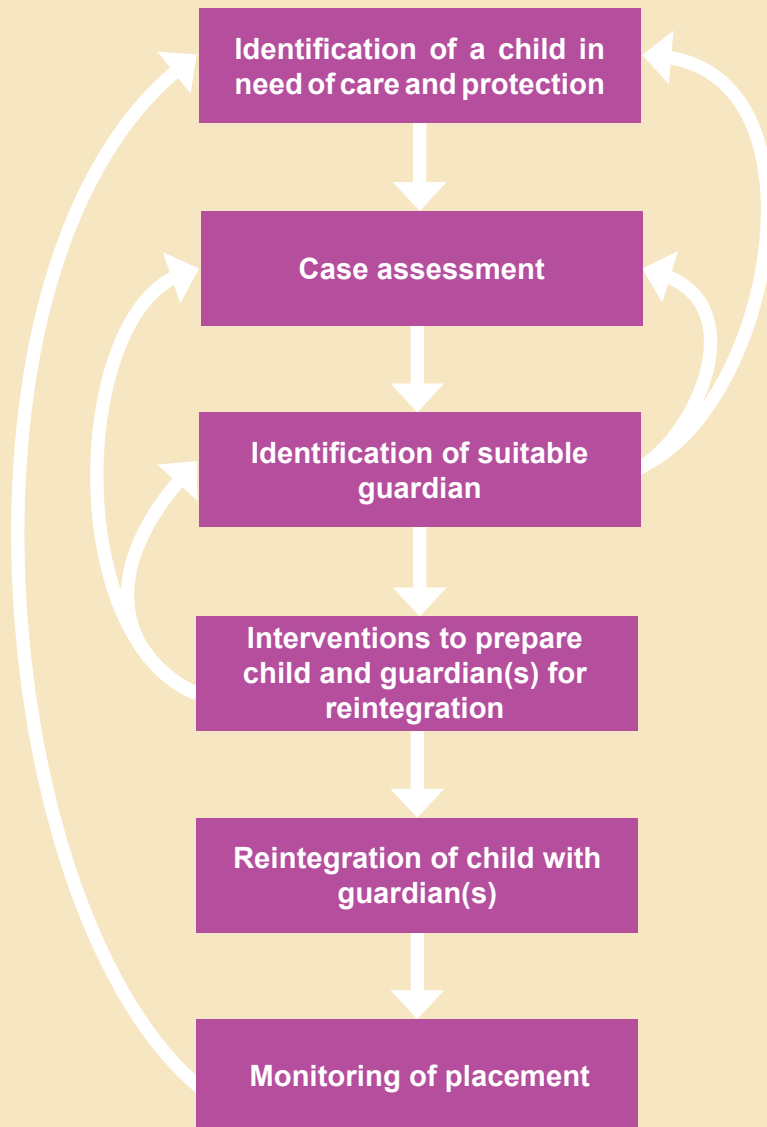 Identification of a child in
need of care and protection
Case assessment
Identification of suitable
guardian
Interventions to prepare
child and guardian(s) for
reintegration
Reintegration of child with
guardian(s)
Monitoring of placement